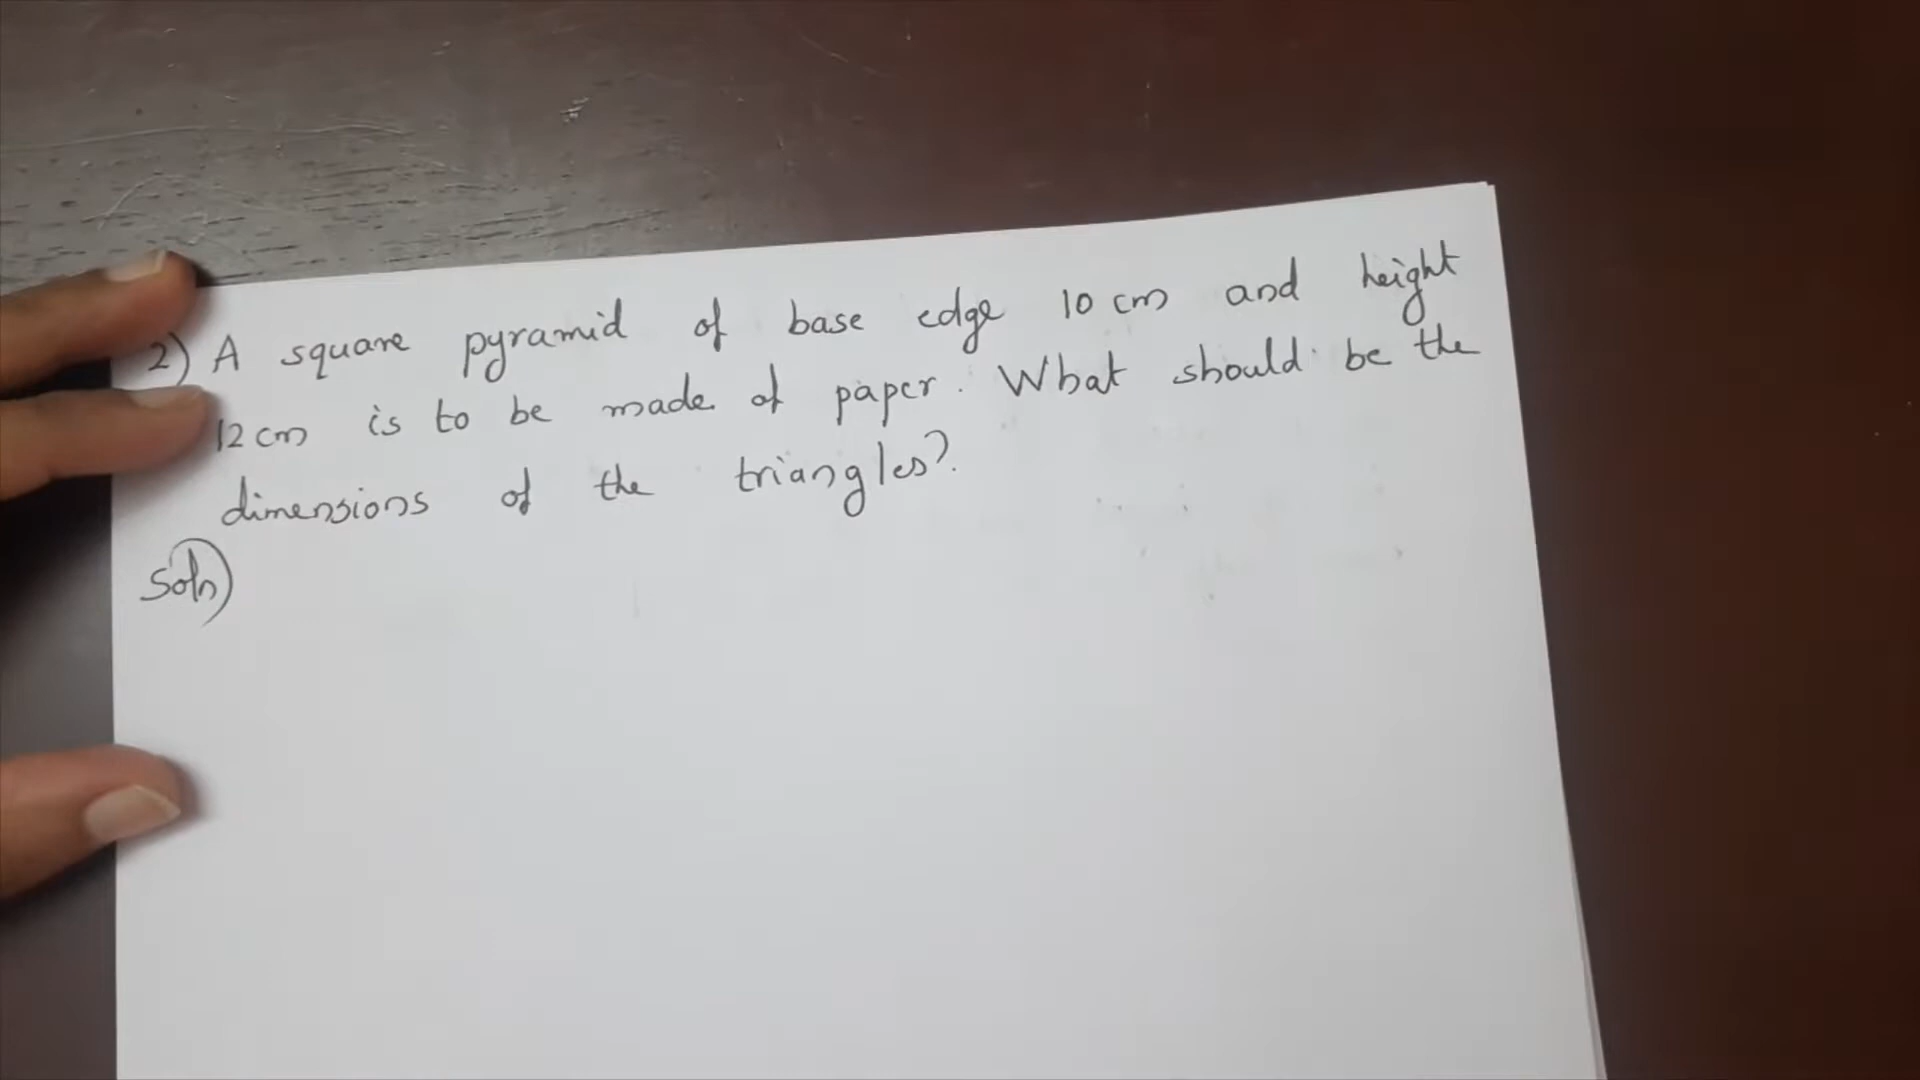 2) A square pyramid of base edge 10 cm and height
12 cm is to be made of paper. What should be the
dimensions of the triangles?
Soln)